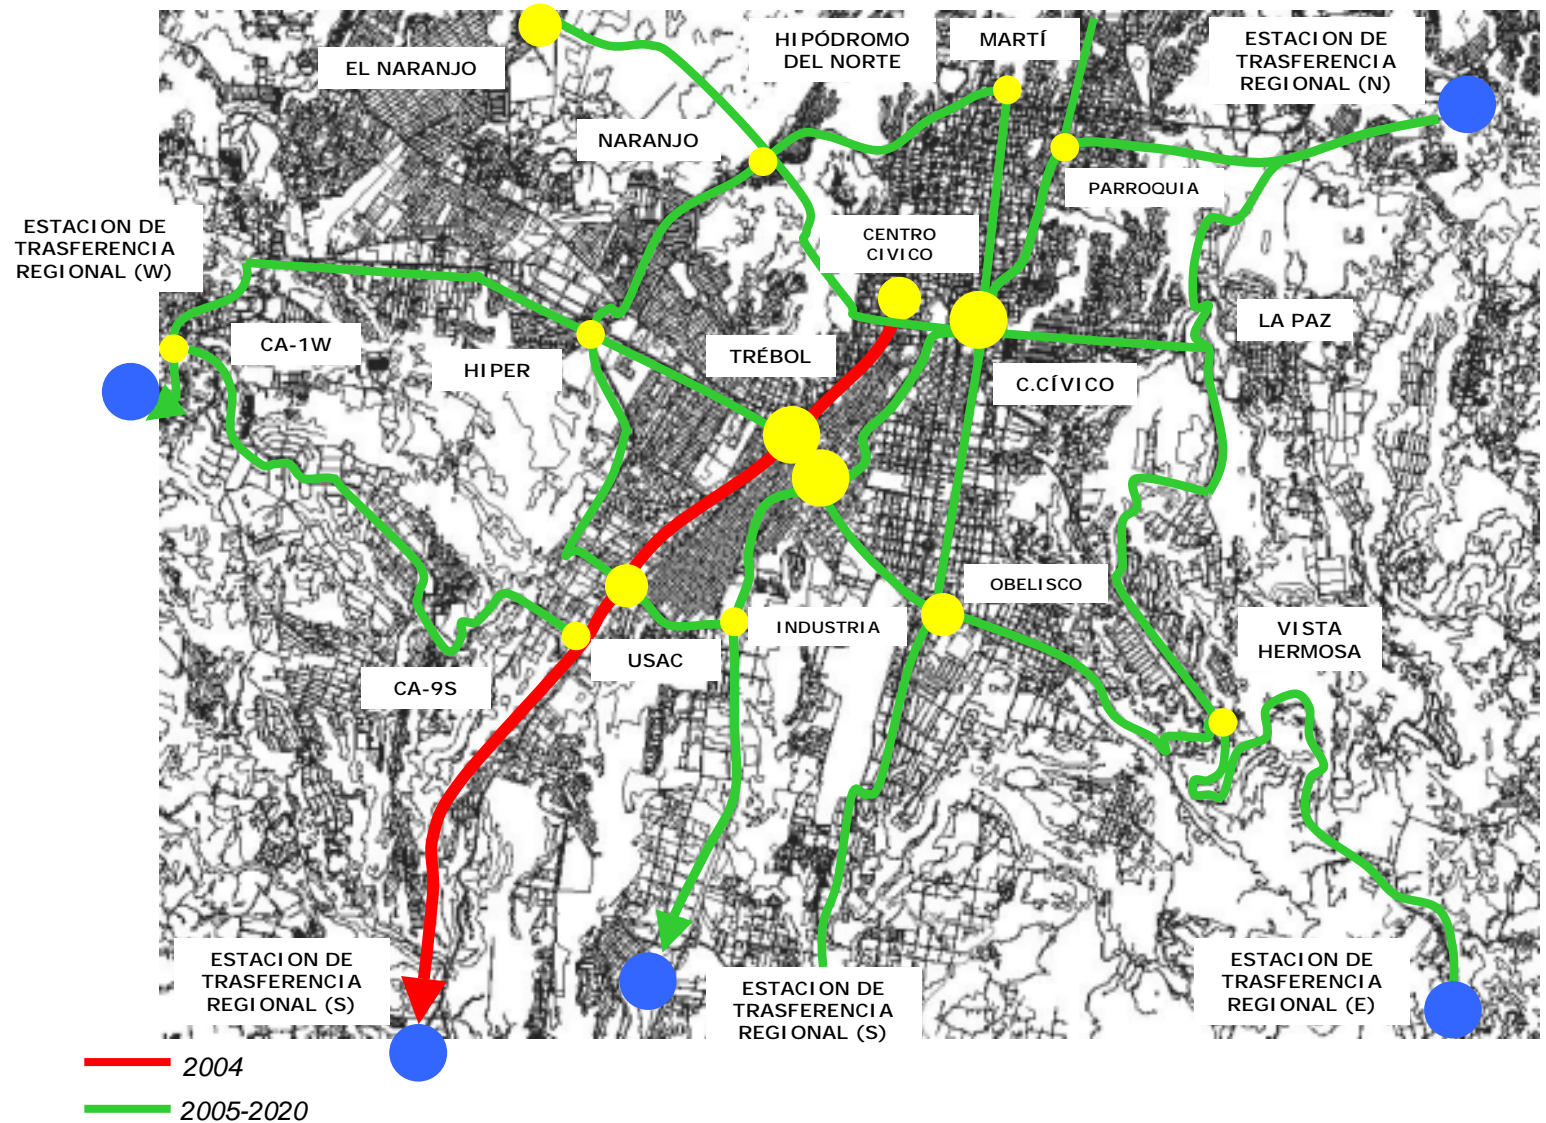 HIPÓDROMO
DEL NORTE
MARTÍ
ESTACION DE
TRASFERENCIA
REGIONAL (N)
EL NARANJO
NARANJO
PARROQUIA
ESTACION DE
TRASFERENCIA
REGIONAL (W)
CENTRO
CIVICO
LA PAZ
CA-1W
HIPER
TRÉBOL
C.CÍVICO
OBELISCO
INDUSTRIA
VISTA
HERMOSA
USAC
CA-9S
ESTACION DE
TRASFERENCIA
REGIONAL (S)
ESTACION DE
TRASFERENCIA
REGIONAL (S)
ESTACION DE
TRASFERENCIA
REGIONAL (E)
2004
2005-2020